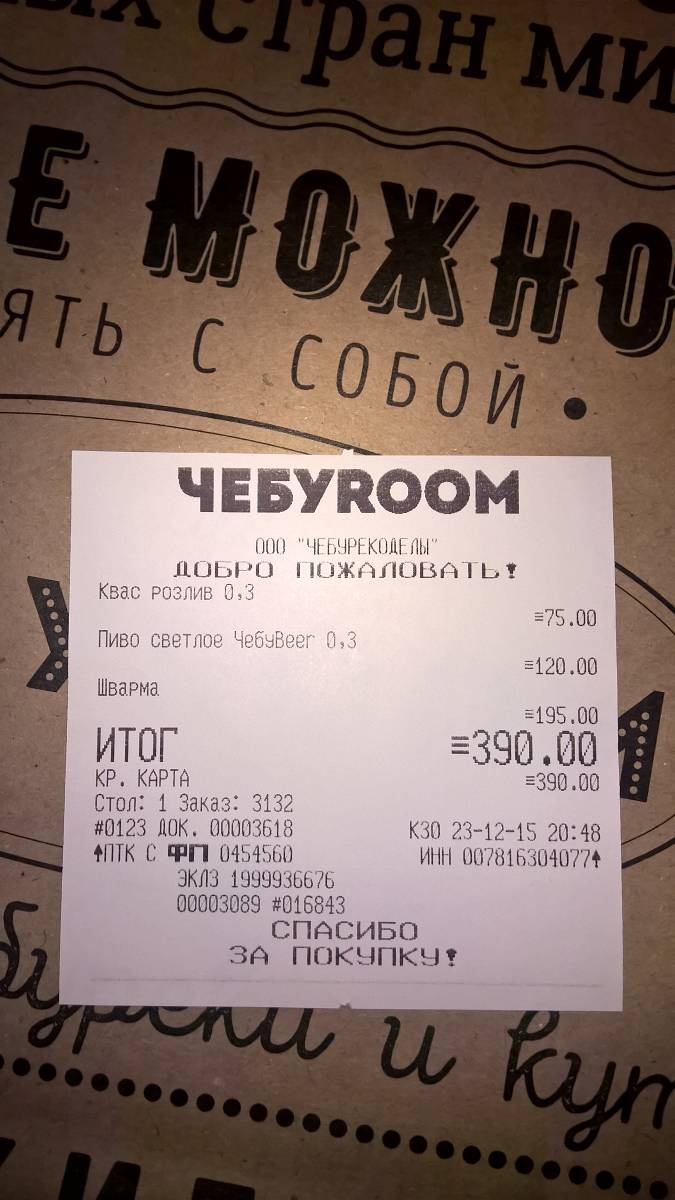 ых стран ми
Е МОЖНО
ЯТЬ С СОБОЙ •
ЧЕБУROOM
ООО "ЧЕБУРЕКОДЕЛЫ"
ДОБРО ПОЖАЛОВАТЬ!
Квас розлив 0,3
≡75.00
Пиво светлое ЧебуBeer 0,3
≡120.00
Шварма
≡195.00
ИТОГ ≡390.00
КР. КАРТА ≡390.00
Стол: 1 Заказ: 3132
#0123 ДОК. 00003618 К30 23-12-15 20:48
↑ПТК С ФП 0454560 ИНН 007816304077↑
ЭКЛЗ 1999936676
00003089 #016843
СПАСИБО
ЗА ПОКУПКУ!
буреки и кут